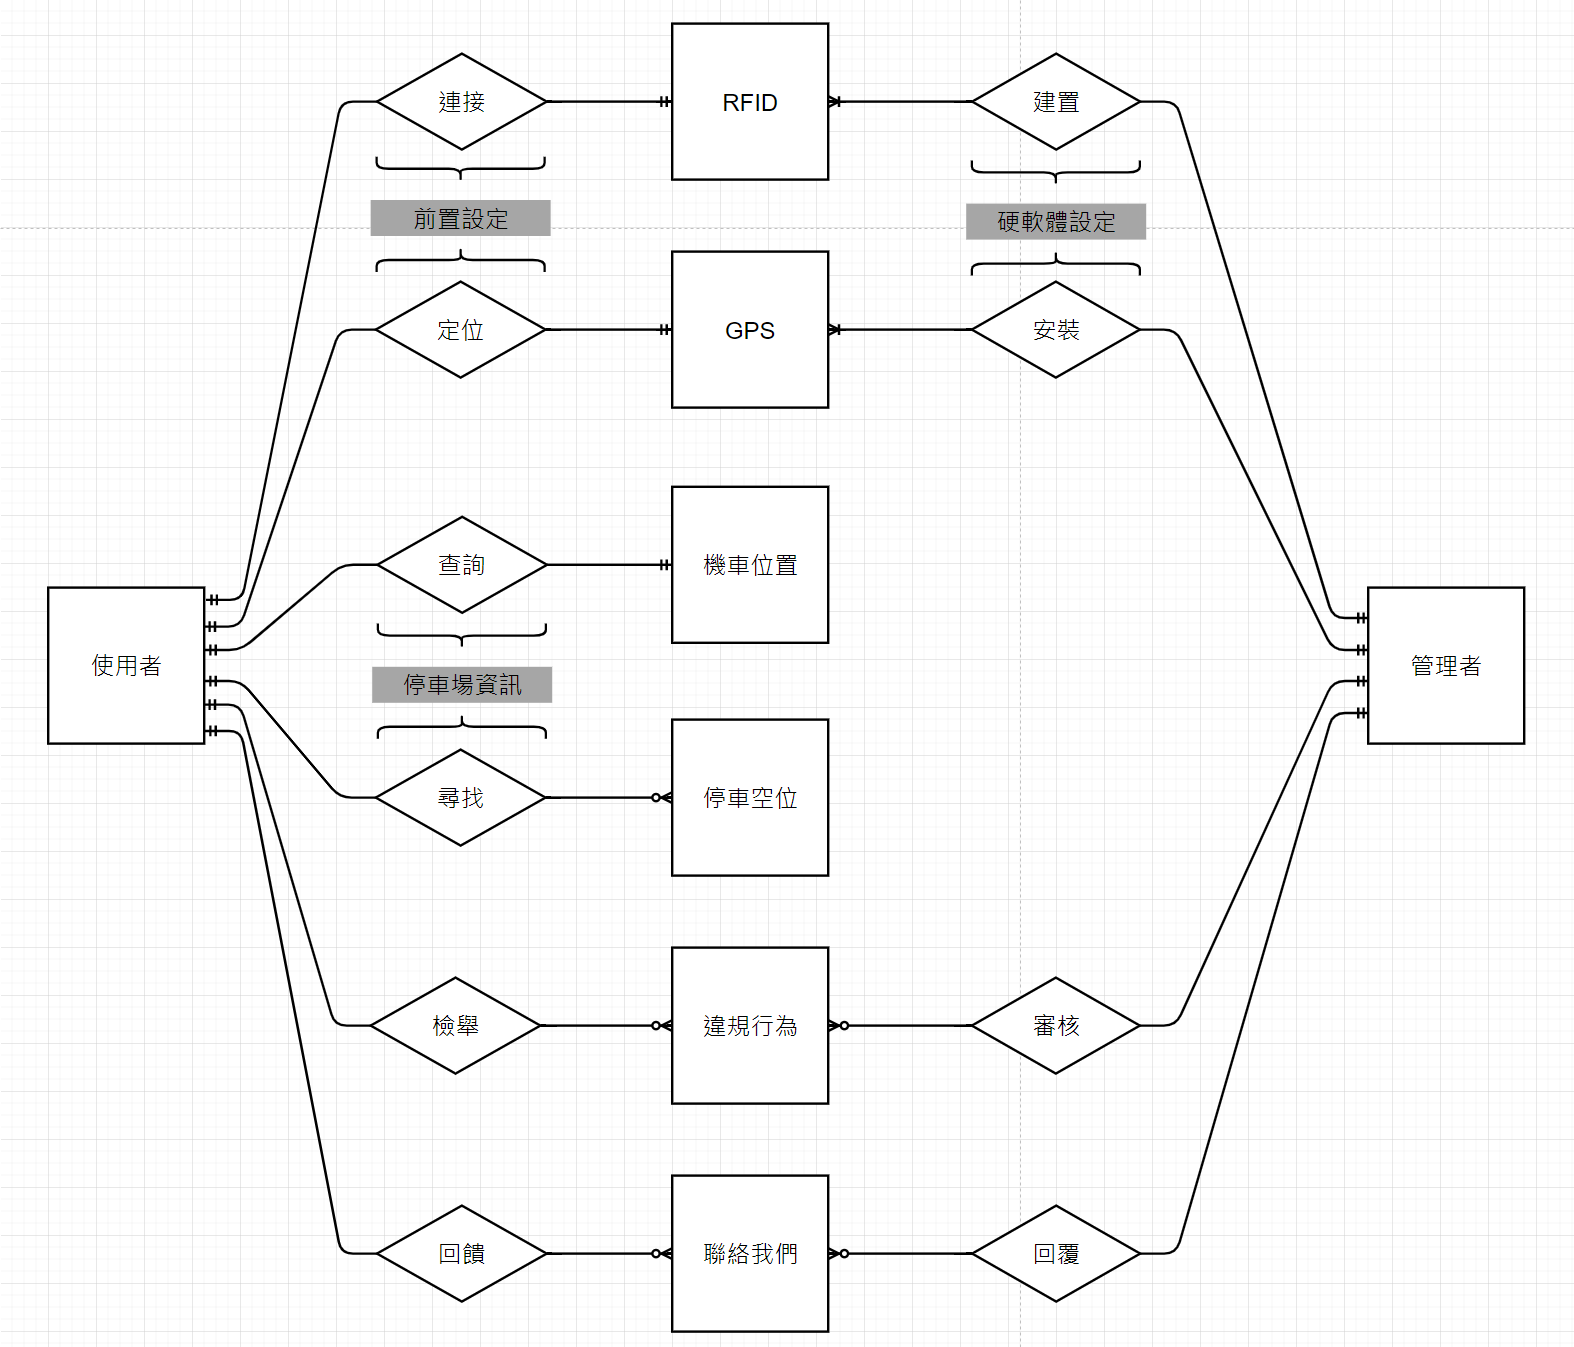 連接
RFID
建置
前置設定
硬軟體設定
定位
GPS
安裝
查詢
機車位置
使用者
停車場資訊
管理者
尋找
停車空位
檢舉
違規行為
審核
回饋
聯絡我們
回覆